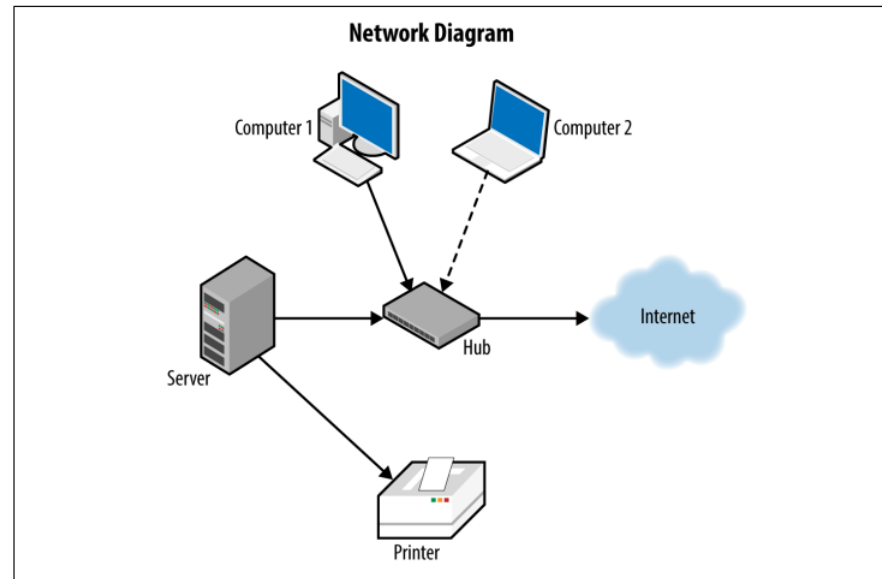 Network Diagram
Computer 1
Computer 2
Internet
Hub
Server
Printer